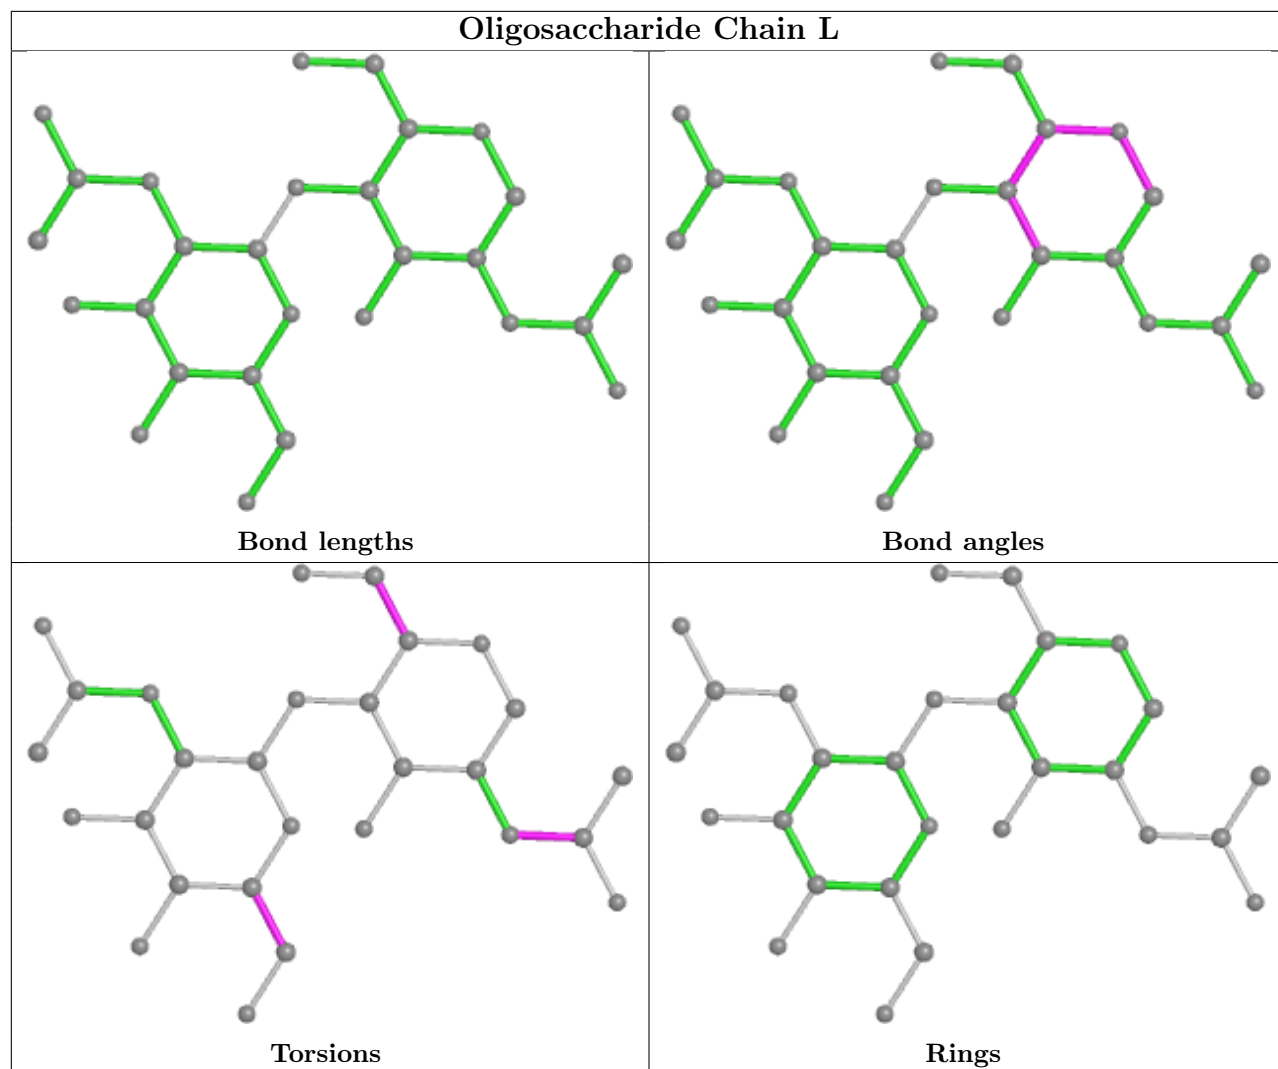 Oligosaccharide Chain L
Bond lengths
Bond angles
Torsions
Rings